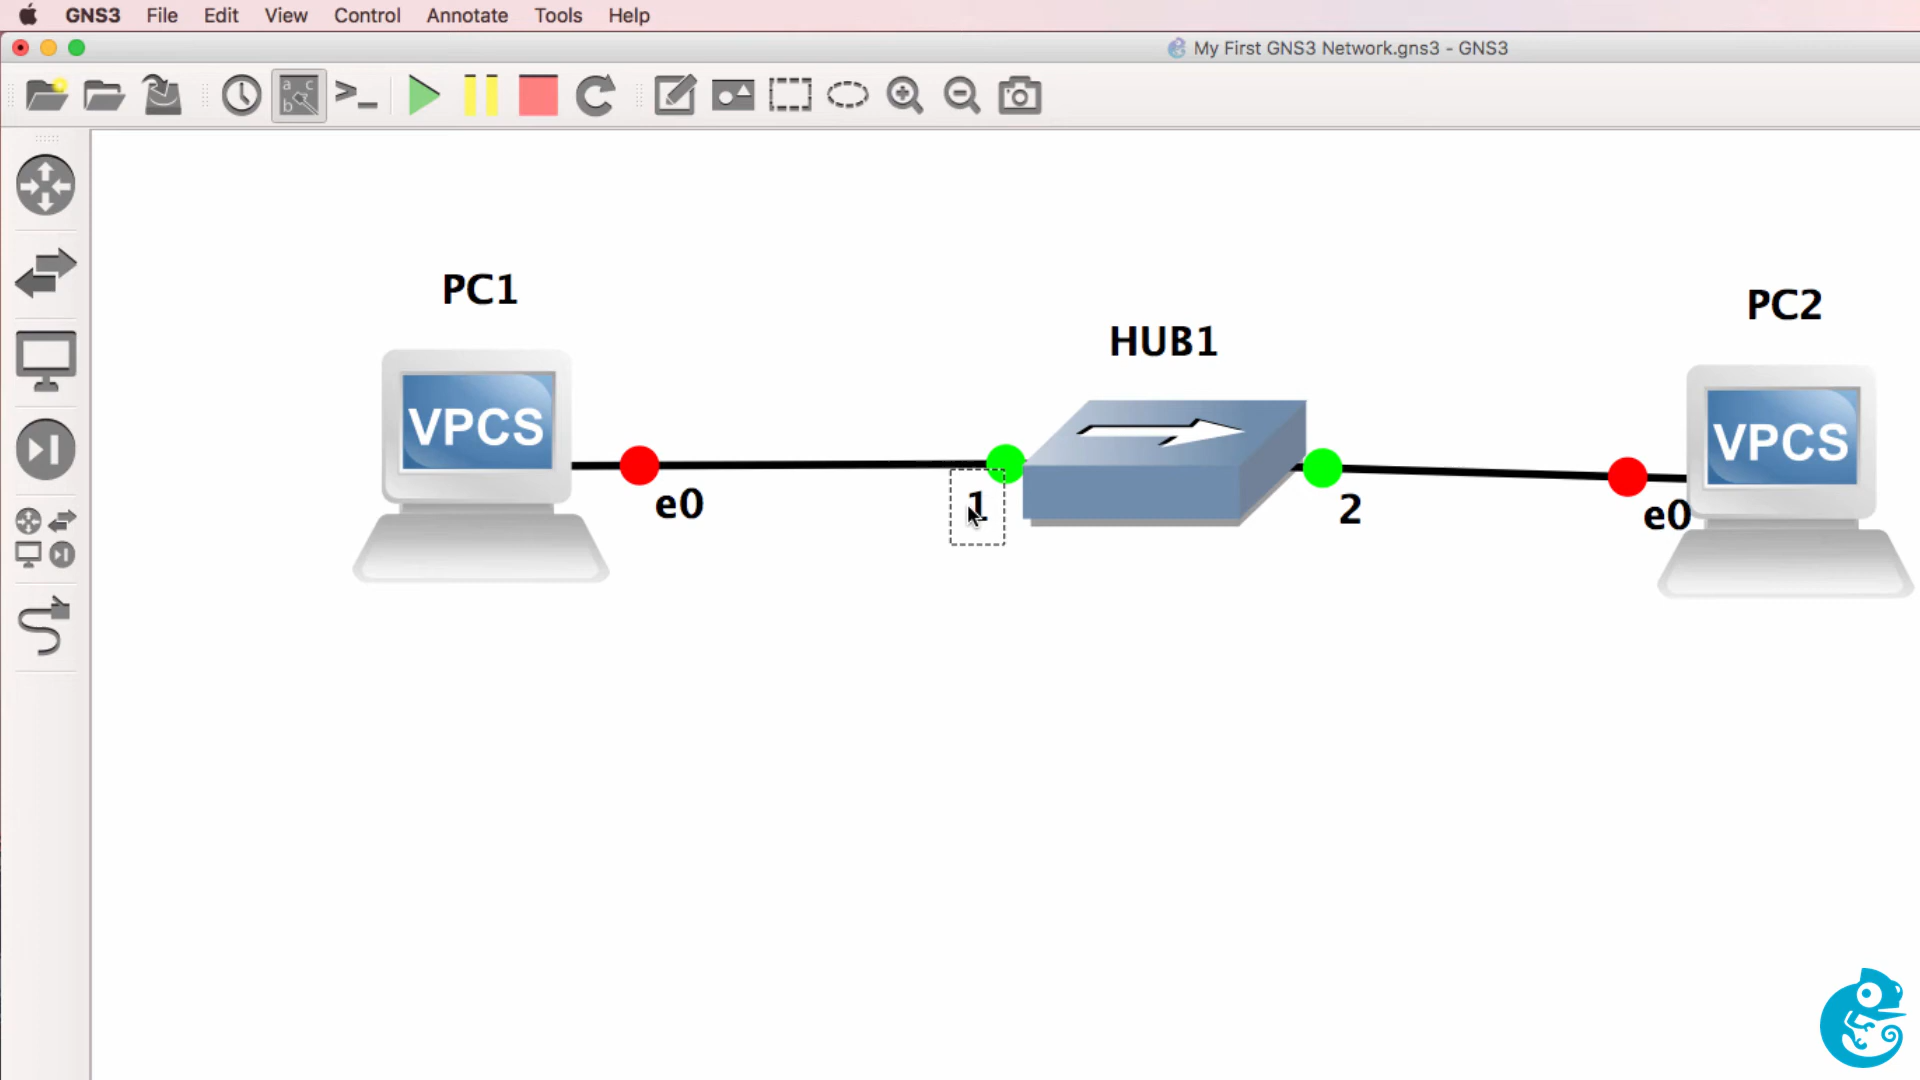 GNS3 File Edit View Control Annotate Tools Help
My First GNS3 Network.gns3 - GNS3
a c
b
>_
PC1
PC2
HUB1
VPCS
VPCS
e0
1
2
e0